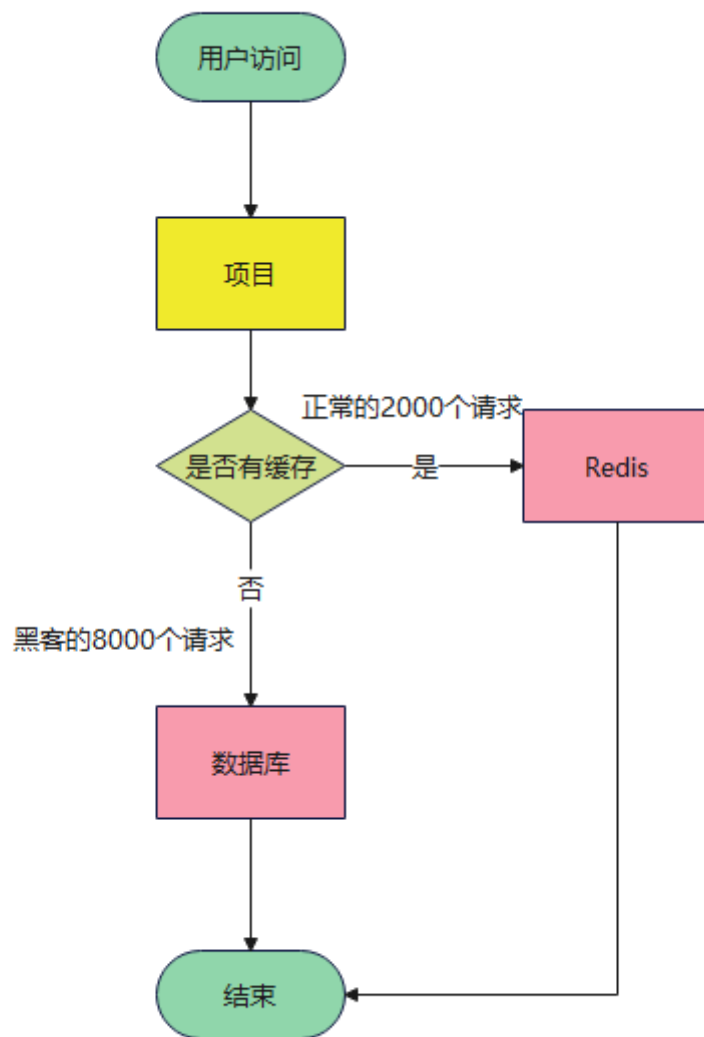 用户访问
项目
正常的2000个请求
是否有缓存
是
Redis
否
黑客的8000个请求
数据库
结束